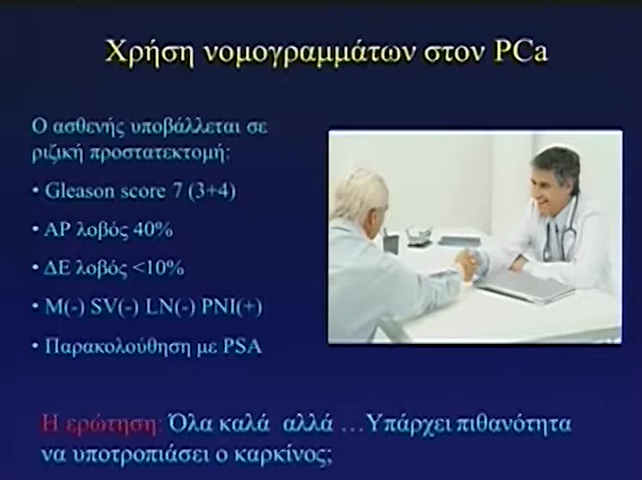 Χρήση νομογραμμάτων στον PCa
Ο ασθενής υποβάλλεται σε
ριζική προστατεκτομή:
• Gleason score 7 (3+4)
• ΑΡ λοβός 40%
• ΔΕ λοβός <10%
• M(-) SV(-) LN(-) PNI(+)
• Παρακολούθηση με PSA
Η ερώτηση: Όλα καλά αλλά …Υπάρχει πιθανότητα
να υποτροπιάσει ο καρκίνος;